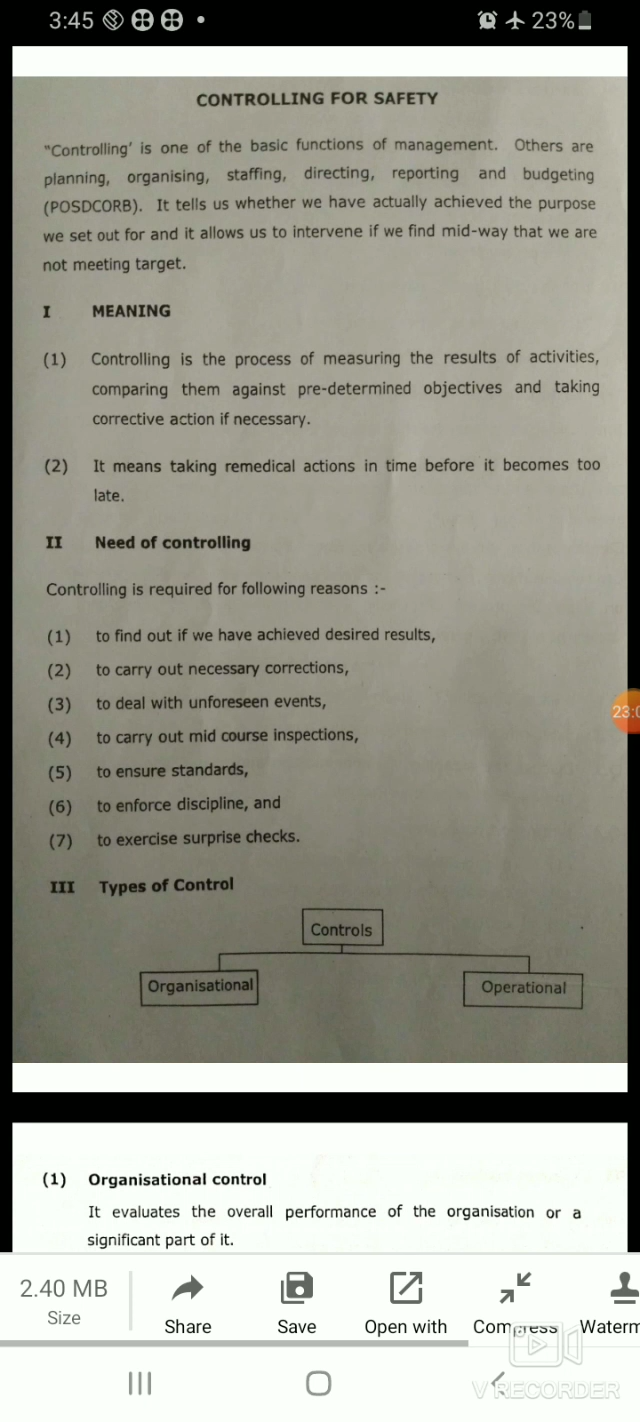 3:45
23%
CONTROLLING FOR SAFETY
"Controlling' is one of the basic functions of management. Others are
planning, organising, staffing, directing, reporting and budgeting
(POSDCORB). It tells us whether we have actually achieved the purpose
we set out for and it allows us to intervene if we find mid-way that we are
not meeting target.
I MEANING
(1) Controlling is the process of measuring the results of activities,
comparing them against pre-determined objectives and taking
corrective action if necessary.
(2) It means taking remedical actions in time before it becomes too
late.
II Need of controlling
Controlling is required for following reasons :-
(1) to find out if we have achieved desired results,
(2) to carry out necessary corrections,
(3) to deal with unforeseen events,
(4) to carry out mid course inspections,
(5) to ensure standards,
(6) to enforce discipline, and
(7) to exercise surprise checks.
III Types of Control
Controls
Organisational Operational
(1) Organisational control
It evaluates the overall performance of the organisation or a
significant part of it.
2.40 MB
Size
Share Save Open with Compress Waterm
V RECORDER